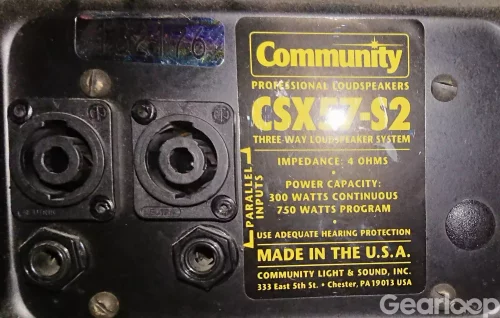 Community
PROFESSIONAL LOUDSPEAKERS
CSX57-S2
THREE-WAY LOUDSPEAKER SYSTEM
IMPEDANCE: 4 OHMS
POWER CAPACITY:
300 WATTS CONTINUOUS
750 WATTS PROGRAM
PARALLEL
INPUTS
USE ADEQUATE HEARING PROTECTION
MADE IN THE U.S.A.
COMMUNITY LIGHT & SOUND, INC.
333 East 5th St. • Chester, PA19013 USA
Gearloop